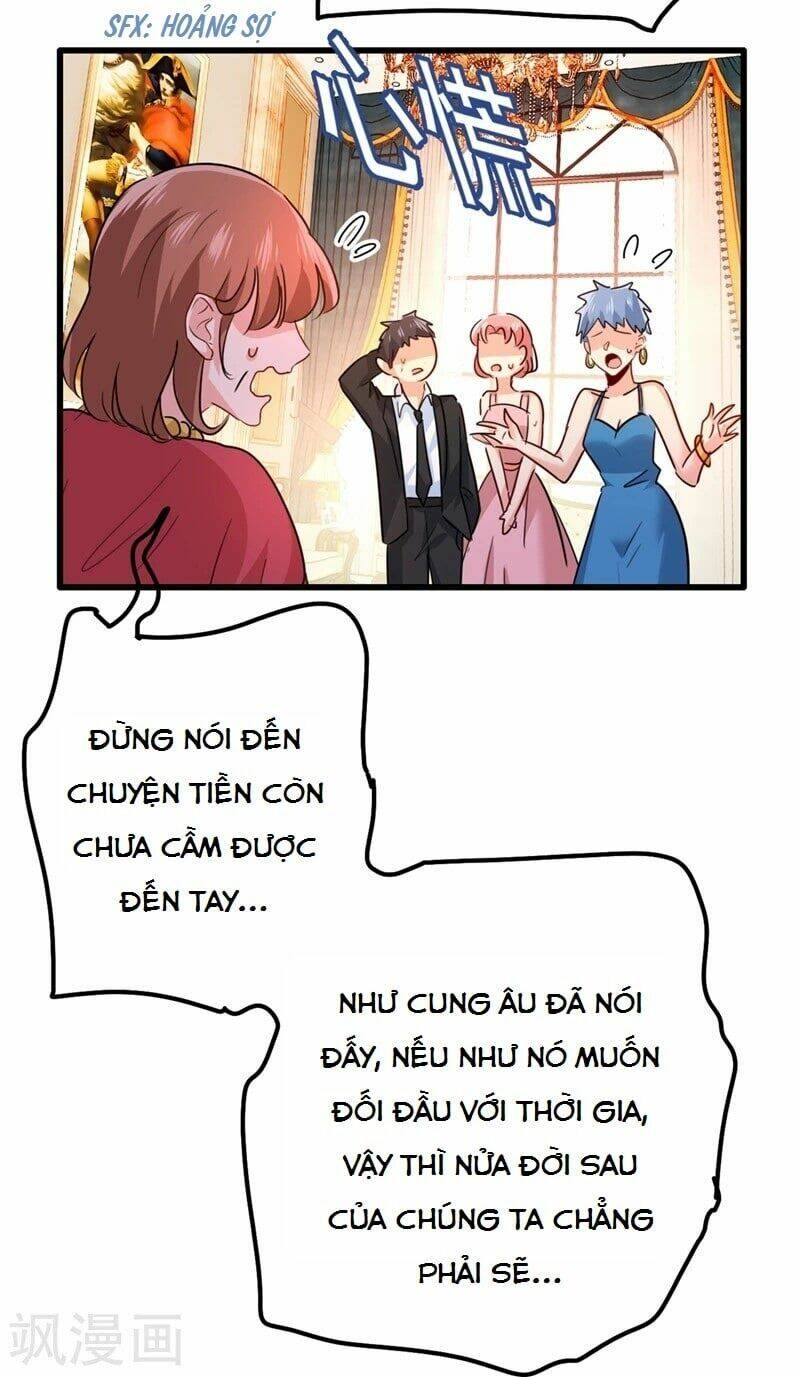 SFX: HOẢNG SỢ
心慌
ĐỪNG NÓI ĐẾN
CHUYỆN TIỀN CÒN
CHƯA CẦM ĐƯỢC
ĐẾN TAY...
NHƯ CUNG ÂU ĐÃ NÓI
ĐẤY, NẾU NHƯ NÓ MUỐN
ĐỐI ĐẦU VỚI THỜI GIA,
VẬY THÌ NỬA ĐỜI SAU
CỦA CHÚNG TA CHẲNG
PHẢI SẼ...
飒漫画